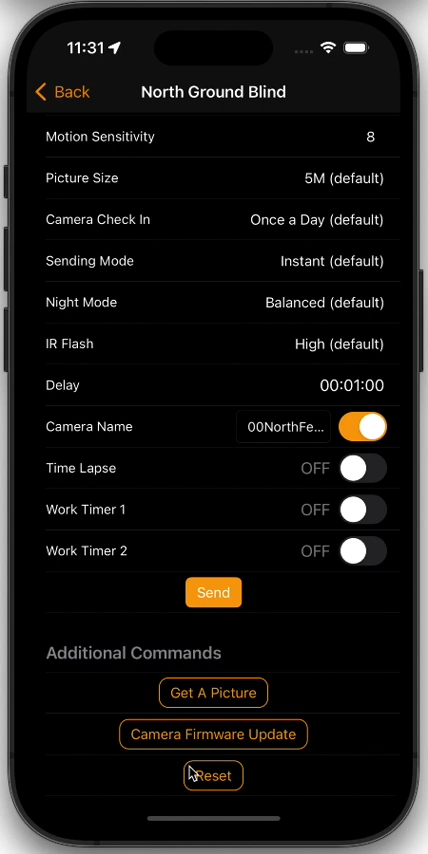 11:31
Back North Ground Blind
Motion Sensitivity 8
Picture Size 5M (default)
Camera Check In Once a Day (default)
Sending Mode Instant (default)
Night Mode Balanced (default)
IR Flash High (default)
Delay 00:01:00
Camera Name 00NorthFe...
Time Lapse OFF
Work Timer 1 OFF
Work Timer 2 OFF
Send
Additional Commands
Get A Picture
Camera Firmware Update
Reset